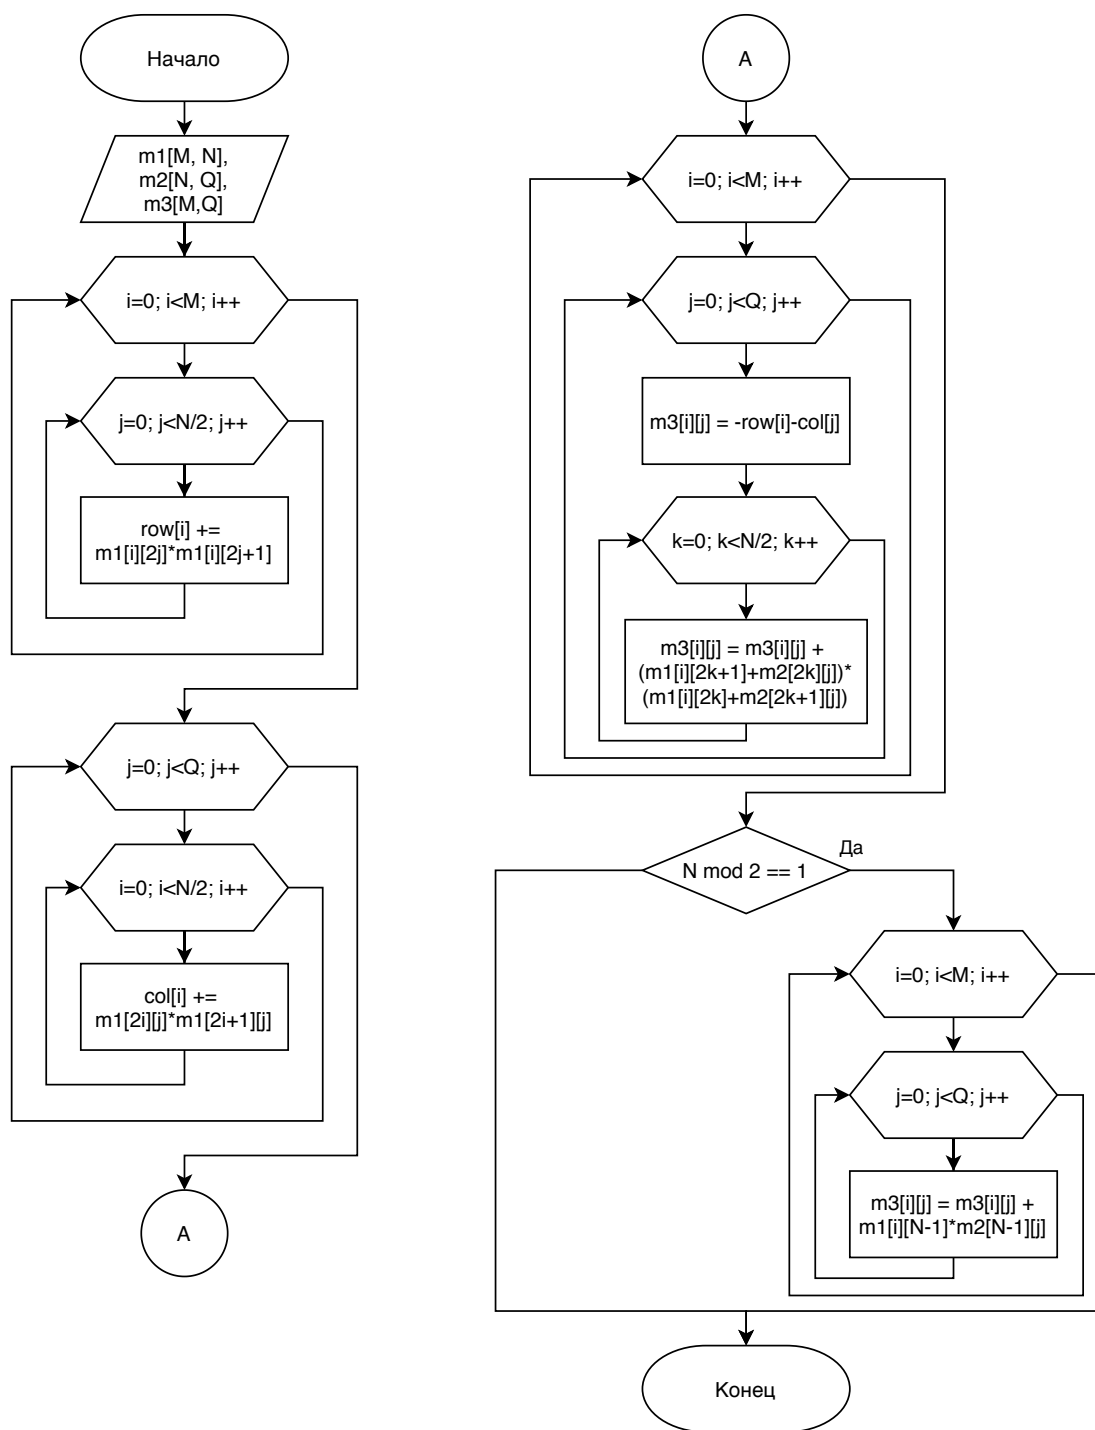 Начало
m1[M, N],
m2[N, Q],
m3[M,Q]
i=0; i<M; i++
j=0; j<N/2; j++
row[i] +=
m1[i][2j]*m1[i][2j+1]
j=0; j<Q; j++
i=0; i<N/2; i++
col[i] +=
m1[2i][j]*m1[2i+1][j]
А
А
i=0; i<M; i++
j=0; j<Q; j++
m3[i][j] = -row[i]-col[j]
k=0; k<N/2; k++
m3[i][j] = m3[i][j] +
(m1[i][2k+1]+m2[2k][j])*
(m1[i][2k]+m2[2k+1][j])
N mod 2 == 1
Да
i=0; i<M; i++
j=0; j<Q; j++
m3[i][j] = m3[i][j] +
m1[i][N-1]*m2[N-1][j]
Конец